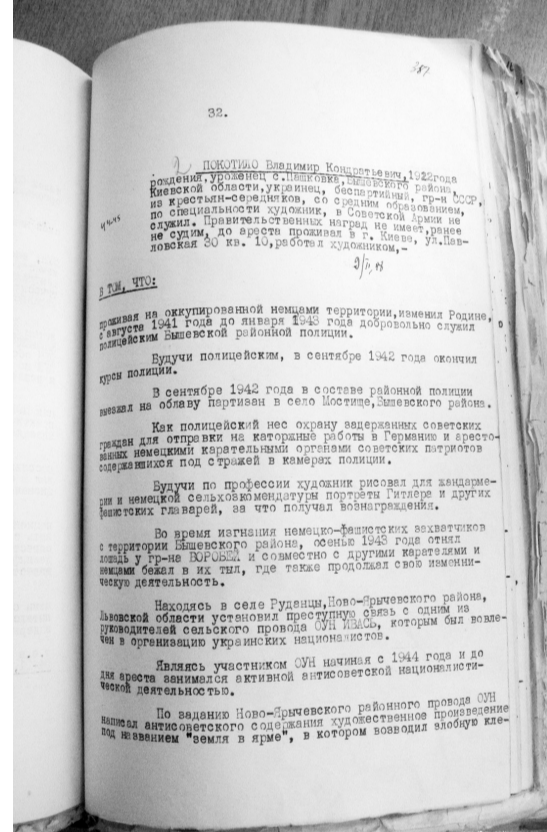 387
32.
ПОКОТИЛО Владимир Кондратьевич,1922года
рождения,уроженец с.Пашковка,Бышевского района,
Киевской области,украинец, беспартийный, гр-н СССР,
из крестьян-середняков, со средним образованием,
по специальности художник, в Советской Армии не
служил. Правительственных наград не имеет,ранее
не судим, до ареста проживал в г. Киеве, ул.Пав-
ловская 30 кв. 10,работал художником,-
В ТОМ, ЧТО:
проживая на оккупированной немцами территории,изменил Родине,
с августа 1941 года до января 1943 года добровольно служил
полицейским Бышевской районной полиции.
Будучи полицейским, в сентябре 1942 года окончил
курсы полиции.
В сентябре 1942 года в составе районной полиции
выезжал на облаву партизан в село Мостище,Бышевского района.
Как полицейский нес охрану задержанных советских
граждан для отправки на каторжные работы в Германию и аресто-
ванных немецкими карательными органами советских патриотов
содержавшихся под стражей в камерах полиции.
Будучи по профессии художник рисовал для жандарме-
рии и немецкой сельхозкомендатуры портреты Гитлера и других
фашистских главарей, за что получал вознаграждения.
Во время изгнания немецко-фашистских захватчиков
с территории Бышевского района, осенью 1943 года отнял
лошадь у гр-на ВОРОБЕЙ и совместно с другими карателями и
немцами бежал в их тыл, где также продолжал свою изменни-
ческую деятельность.
Находясь в селе Руданцы,Ново-Ярычевского района,
Львовской области установил преступную связь с одним из
руководителей сельского провода ОУН ИВАСЬ, которым был вовле-
чен в организацию украинских националистов.
Являясь участником ОУН начиная с 1944 года и до
дня ареста занимался активной антисоветской националисти-
ческой деятельностью.
По заданию Ново-Ярычевского районного провода ОУН
написал антисоветского содержания художественное произведение
под названием "земля в ярме", в котором возводил злобную кле-